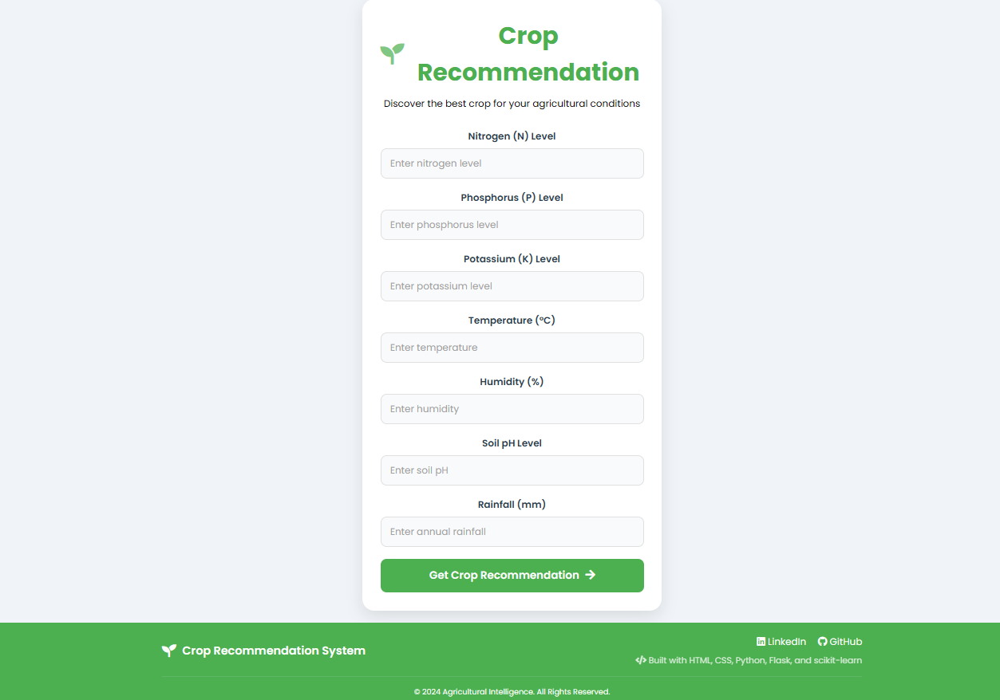 Crop
Recommendation
Discover the best crop for your agricultural conditions
Nitrogen (N) Level
Enter nitrogen level
Phosphorus (P) Level
Enter phosphorus level
Potassium (K) Level
Enter potassium level
Temperature (°C)
Enter temperature
Humidity (%)
Enter humidity
Soil pH Level
Enter soil pH
Rainfall (mm)
Enter annual rainfall
Get Crop Recommendation →
Crop Recommendation System
LinkedIn GitHub
Built with HTML, CSS, Python, Flask, and scikit-learn
© 2024 Agricultural Intelligence. All Rights Reserved.